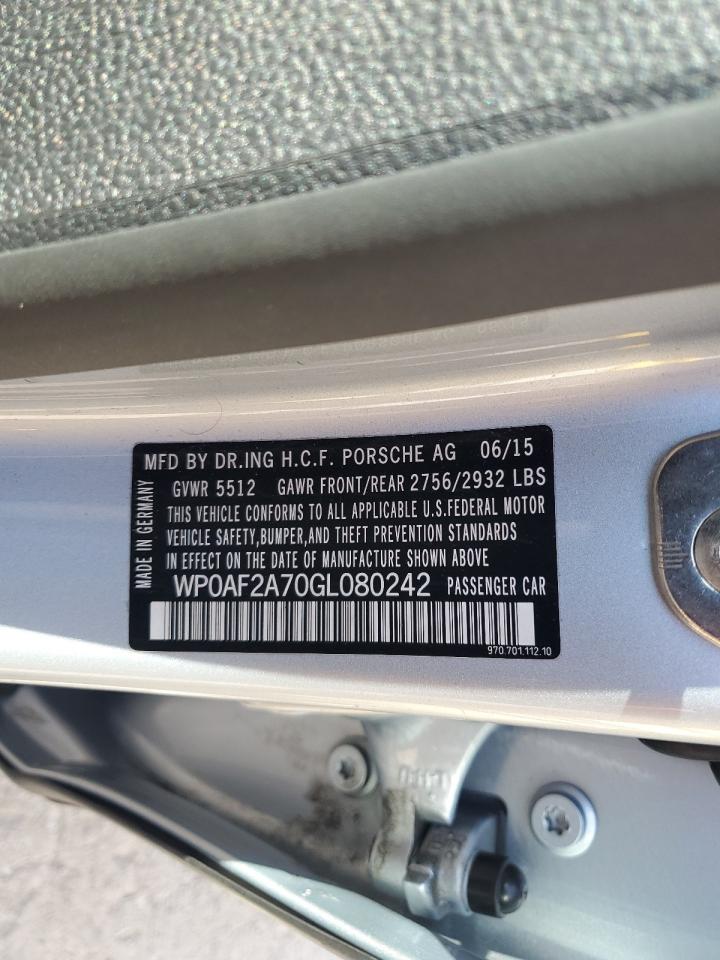 MFD BY DR.ING H.C.F. PORSCHE AG 06/15
GVWR 5512 GAWR FRONT/REAR 2756/2932 LBS
THIS VEHICLE CONFORMS TO ALL APPLICABLE U.S.FEDERAL MOTOR
VEHICLE SAFETY,BUMPER,AND THEFT PREVENTION STANDARDS
IN EFFECT ON THE DATE OF MANUFACTURE SHOWN ABOVE
WP0AF2A70GL080242 PASSENGER CAR
970.701.112.10
MADE IN GERMANY